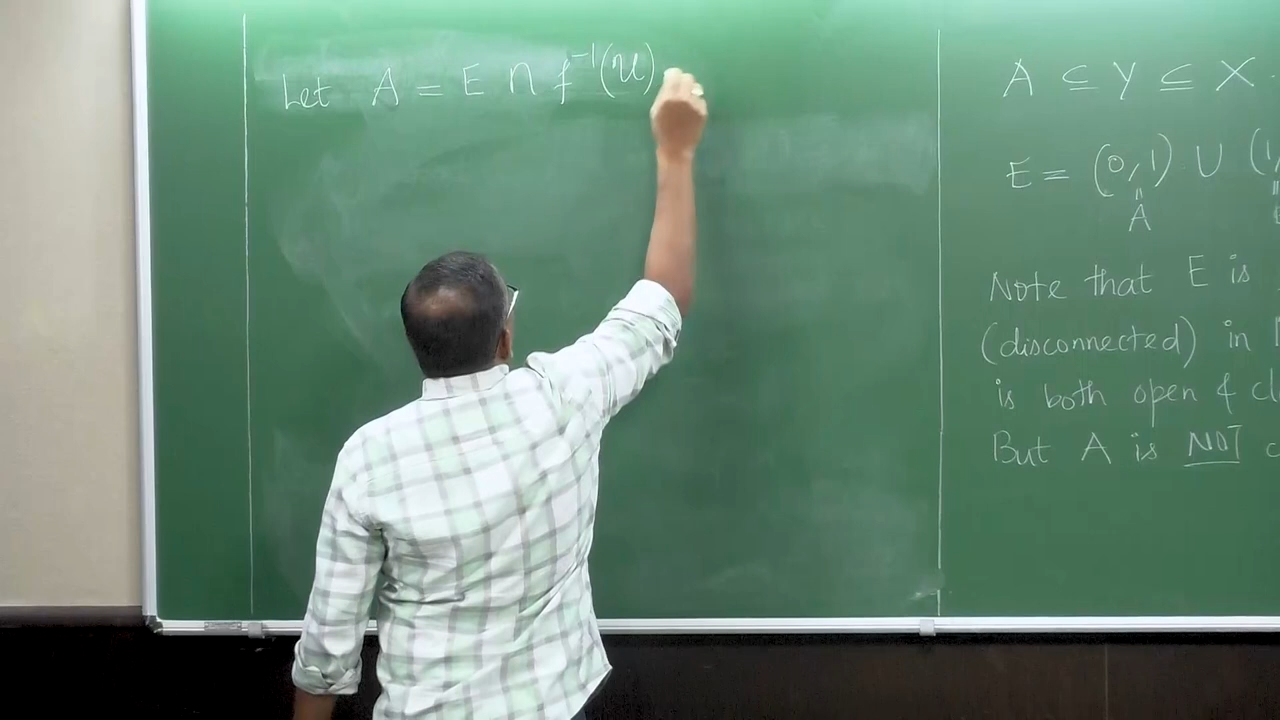 Let A = E ∩ f⁻¹(U)
A ⊆ Y ⊆ X
E = (0,1) ∪ (1,
"
A
Note that E is
(disconnected) in
is both open & cl
But A is NOT c